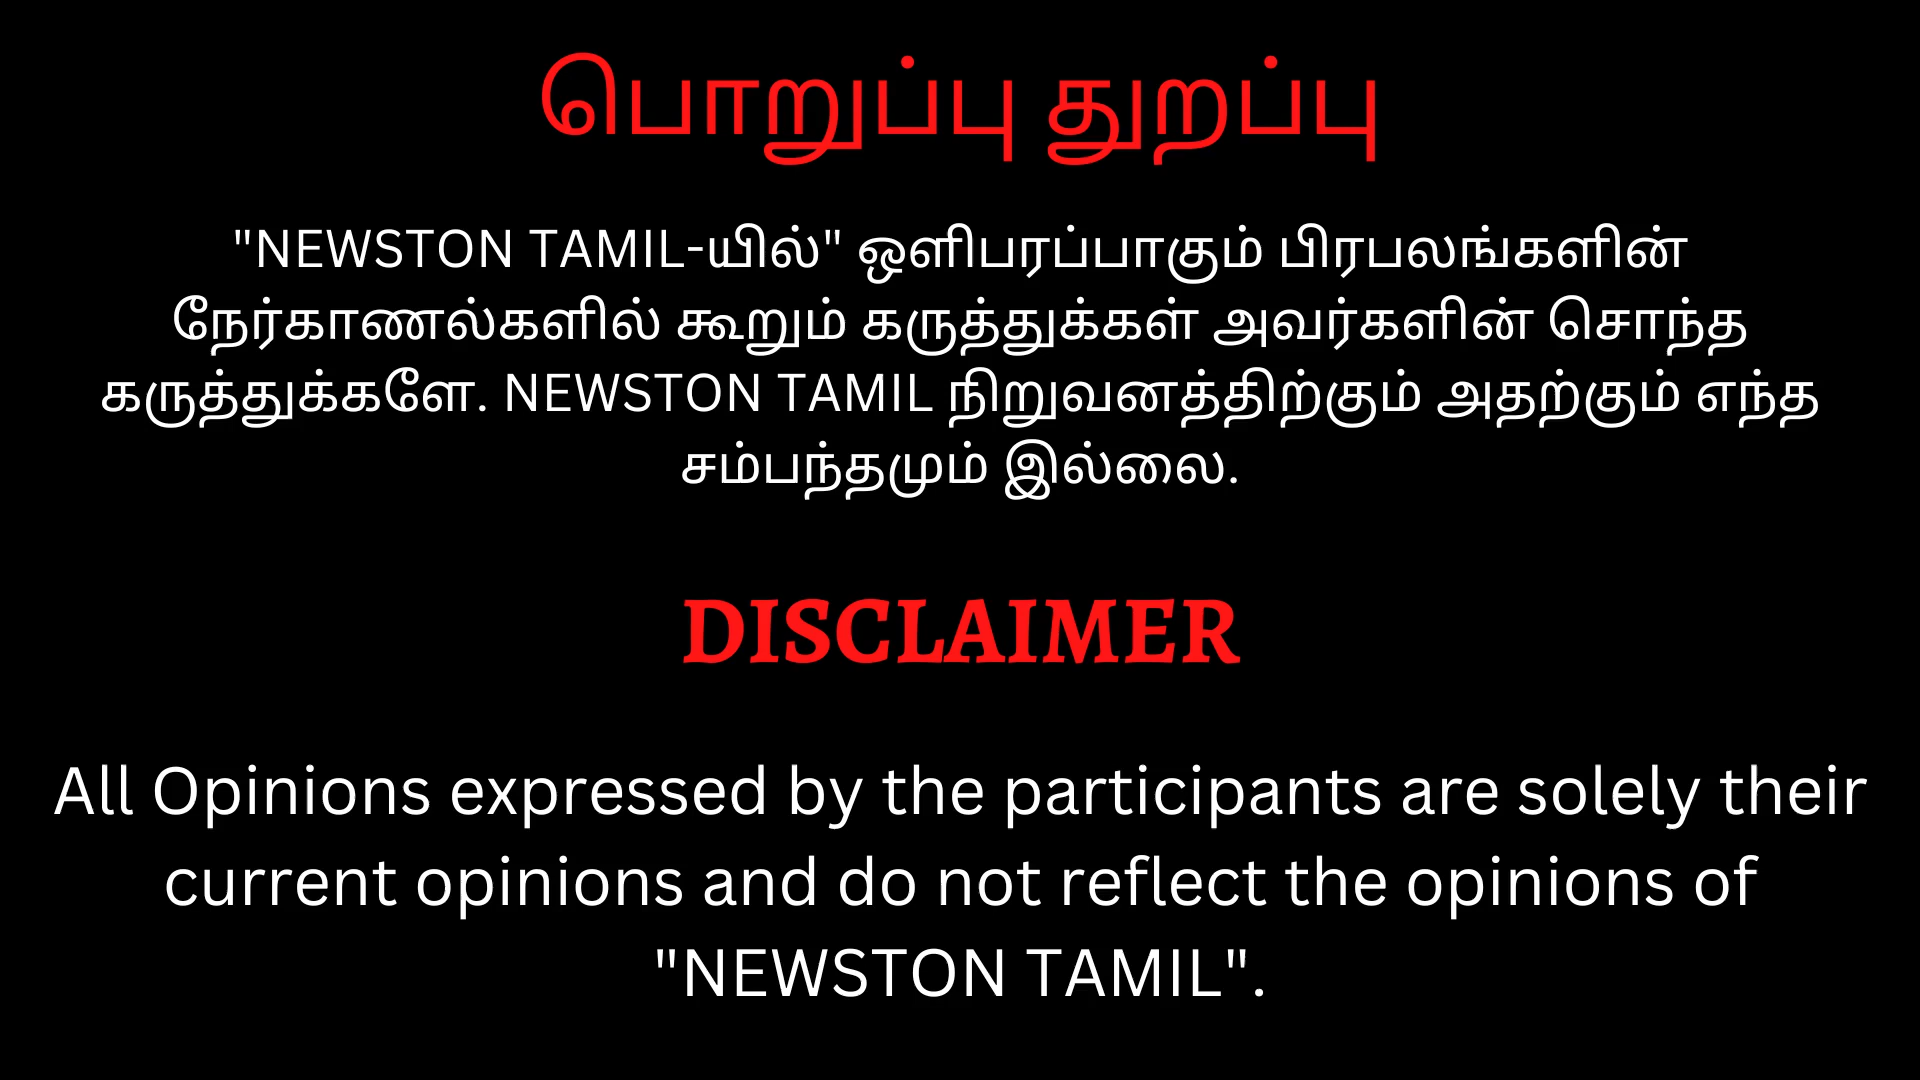 பொறுப்பு துறப்பு
"NEWSTON TAMIL-யில்" ஒளிபரப்பாகும் பிரபலங்களின்
நேர்காணல்களில் கூறும் கருத்துக்கள் அவர்களின் சொந்த
கருத்துக்களே. NEWSTON TAMIL நிறுவனத்திற்கும் அதற்கும் எந்த
சம்பந்தமும் இல்லை.
DISCLAIMER
All Opinions expressed by the participants are solely their
current opinions and do not reflect the opinions of
"NEWSTON TAMIL".